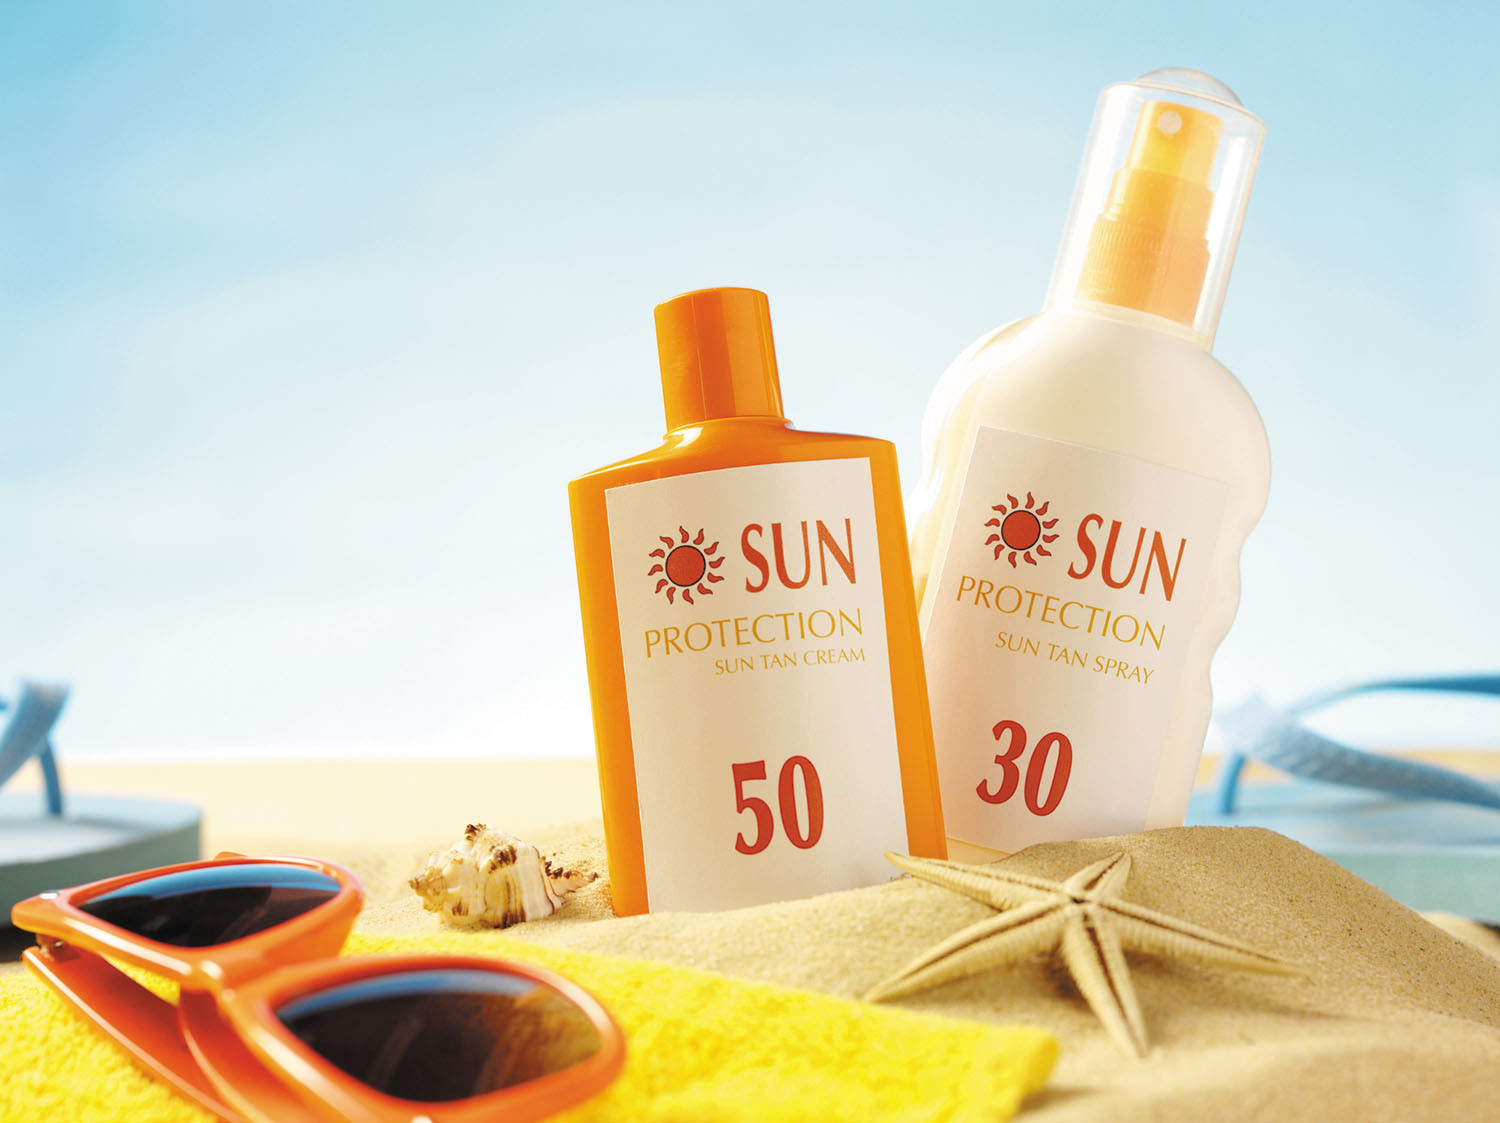 SUN
PROTECTION
SUN TAN CREAM
50
SUN
PROTECTION
SUN TAN SPRAY
30